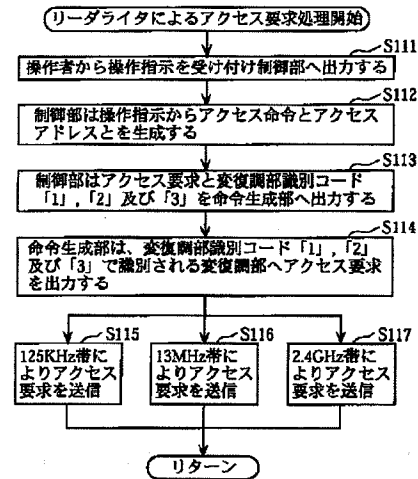 リーダライタによるアクセス要求処理開始
S111
操作者から操作指示を受け付け制御部へ出力する
S112
制御部は操作指示からアクセス命令とアクセス
アドレスとを生成する
S113
制御部はアクセス要求と変復調部識別コード
「1」,「2」及び「3」を命令生成部へ出力する
S114
命令生成部は、変復調部識別コード「1」,「2」
及び「3」で識別される変復調部へアクセス要求
を出力する
S115
125KHz帯に
よりアクセス
要求を送信
S116
13MHz帯に
よりアクセス
要求を送信
S117
2.4GHz帯に
よりアクセス
要求を送信
リターン